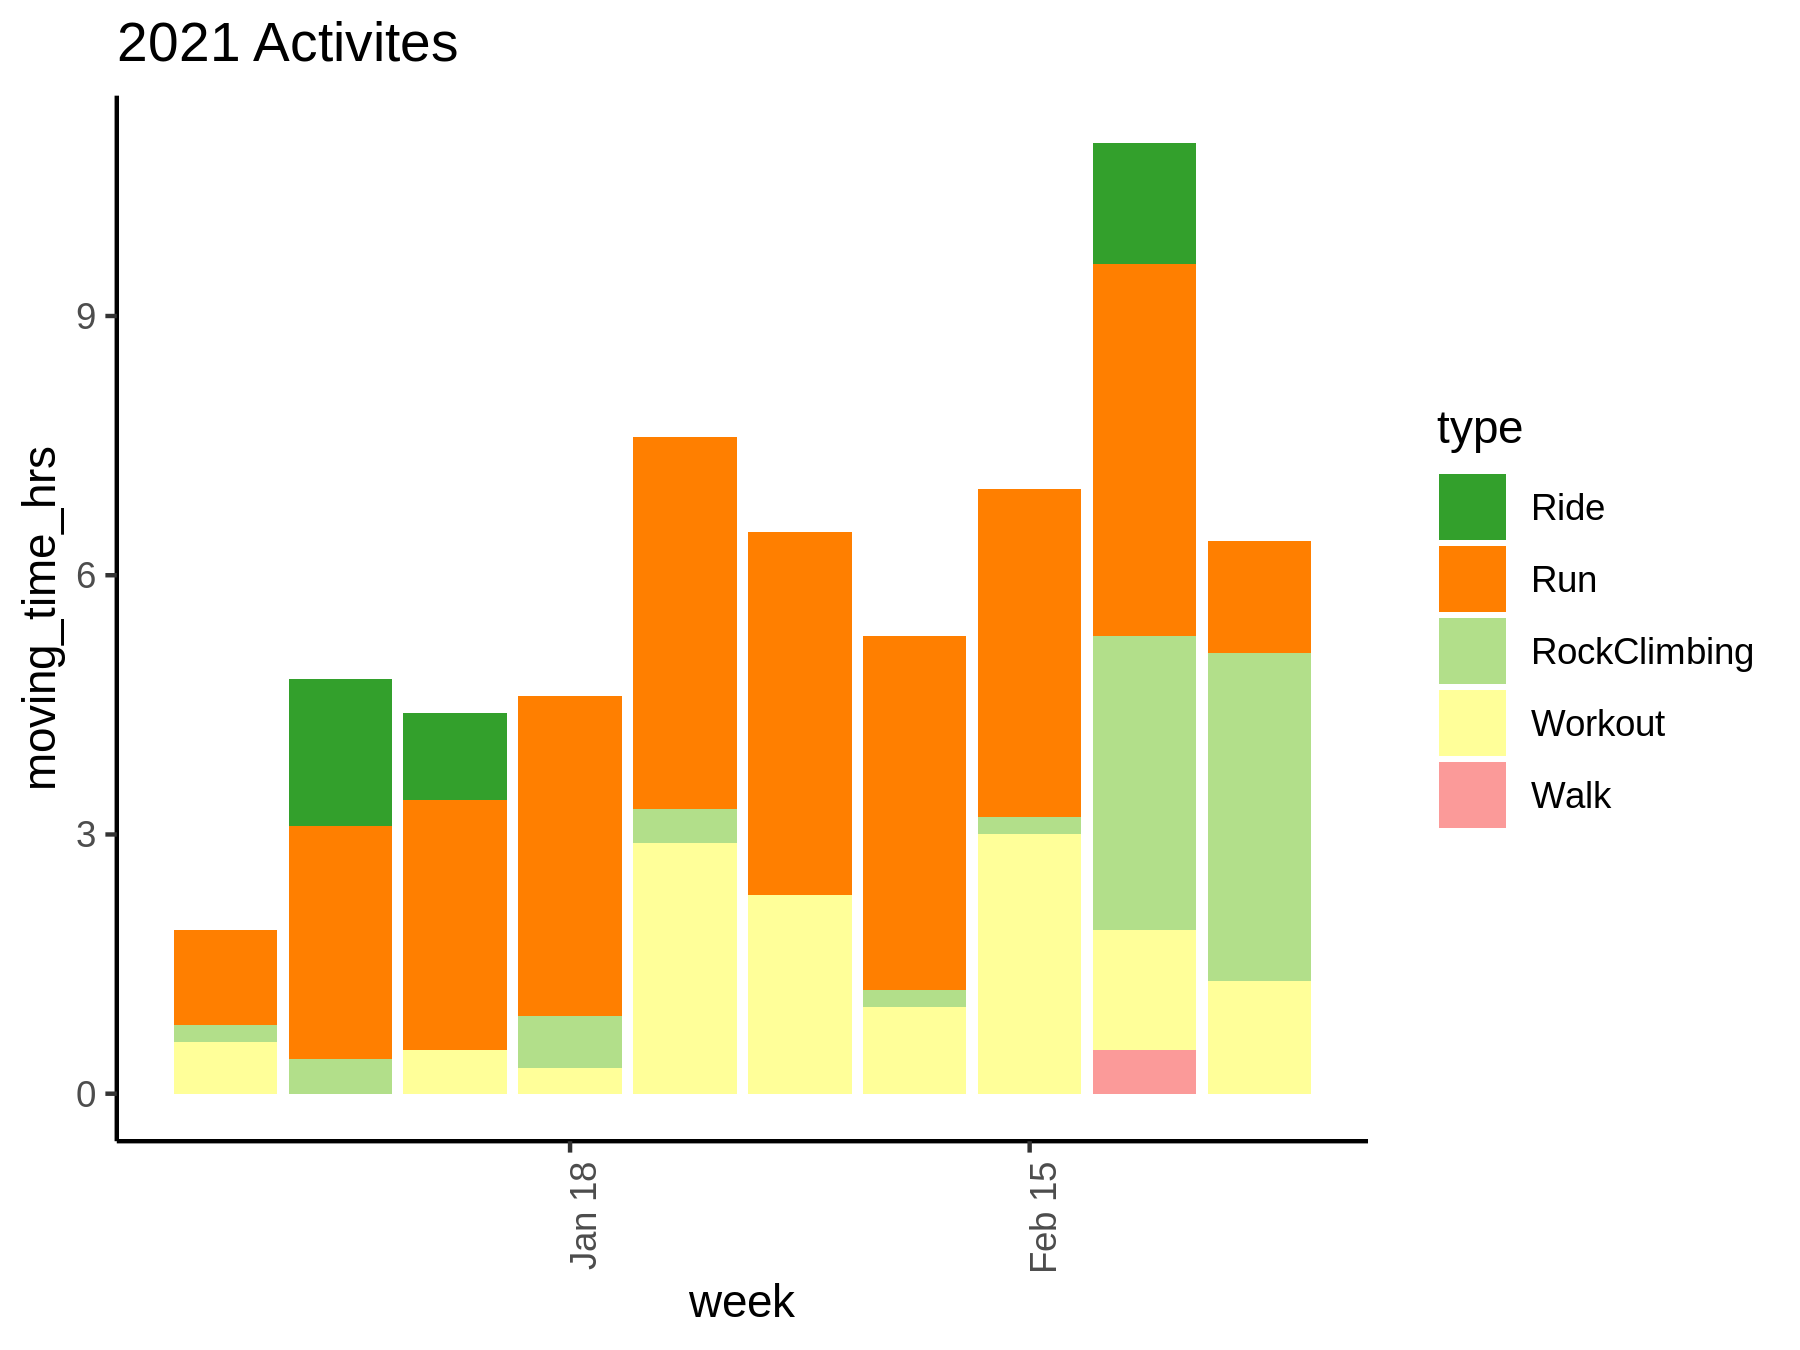 2021 Activites
moving_time_hrs
9
6
3
0
Jan 18
Feb 15
week
type
Ride
Run
RockClimbing
Workout
Walk